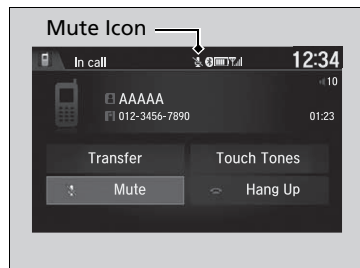 Mute Icon
In call 12:34
10
AAAAA
012-3456-7890 01:23
Transfer Touch Tones
Mute Hang Up